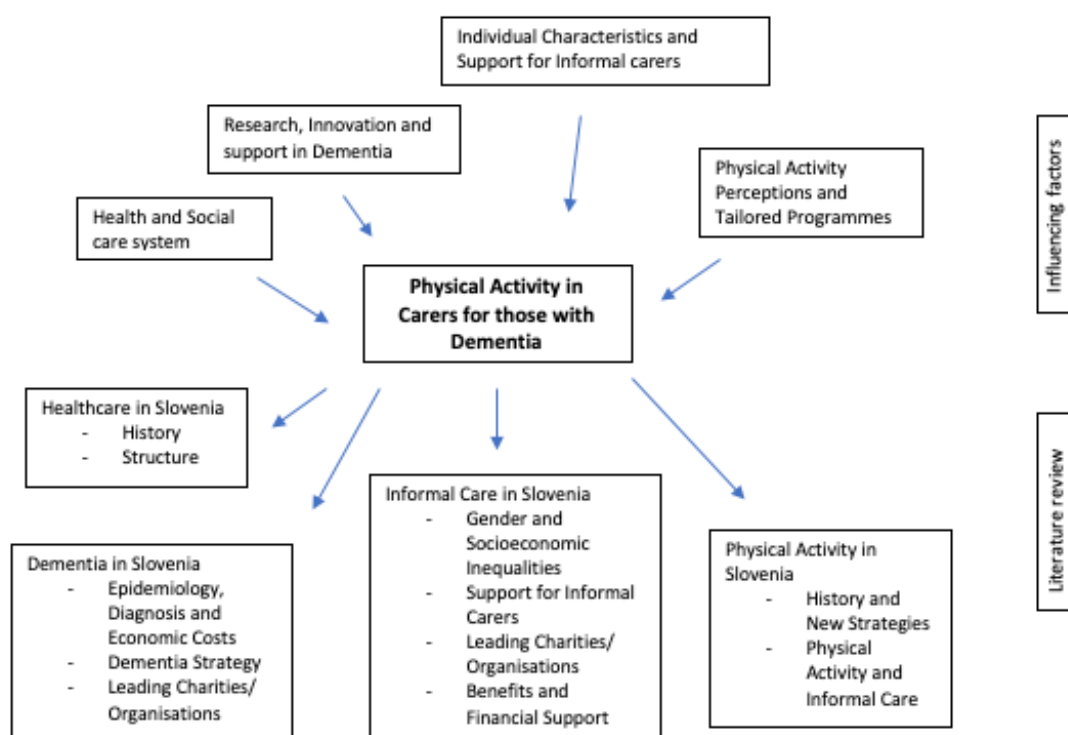 Individual Characteristics and
Support for Informal carers
Research, Innovation and
support in Dementia
Physical Activity
Perceptions and
Tailored Programmes
Health and Social
care system
Influencing factors
Physical Activity in
Carers for those with
Dementia
Healthcare in Slovenia
- History
- Structure
Dementia in Slovenia
- Epidemiology,
Diagnosis and
Economic Costs
- Dementia Strategy
- Leading Charities/
Organisations
Informal Care in Slovenia
- Gender and
Socioeconomic
Inequalities
- Support for Informal
Carers
- Leading Charities/
Organisations
- Benefits and
Financial Support
Physical Activity in
Slovenia
- History and
New Strategies
- Physical
Activity and
Informal Care
Literature review